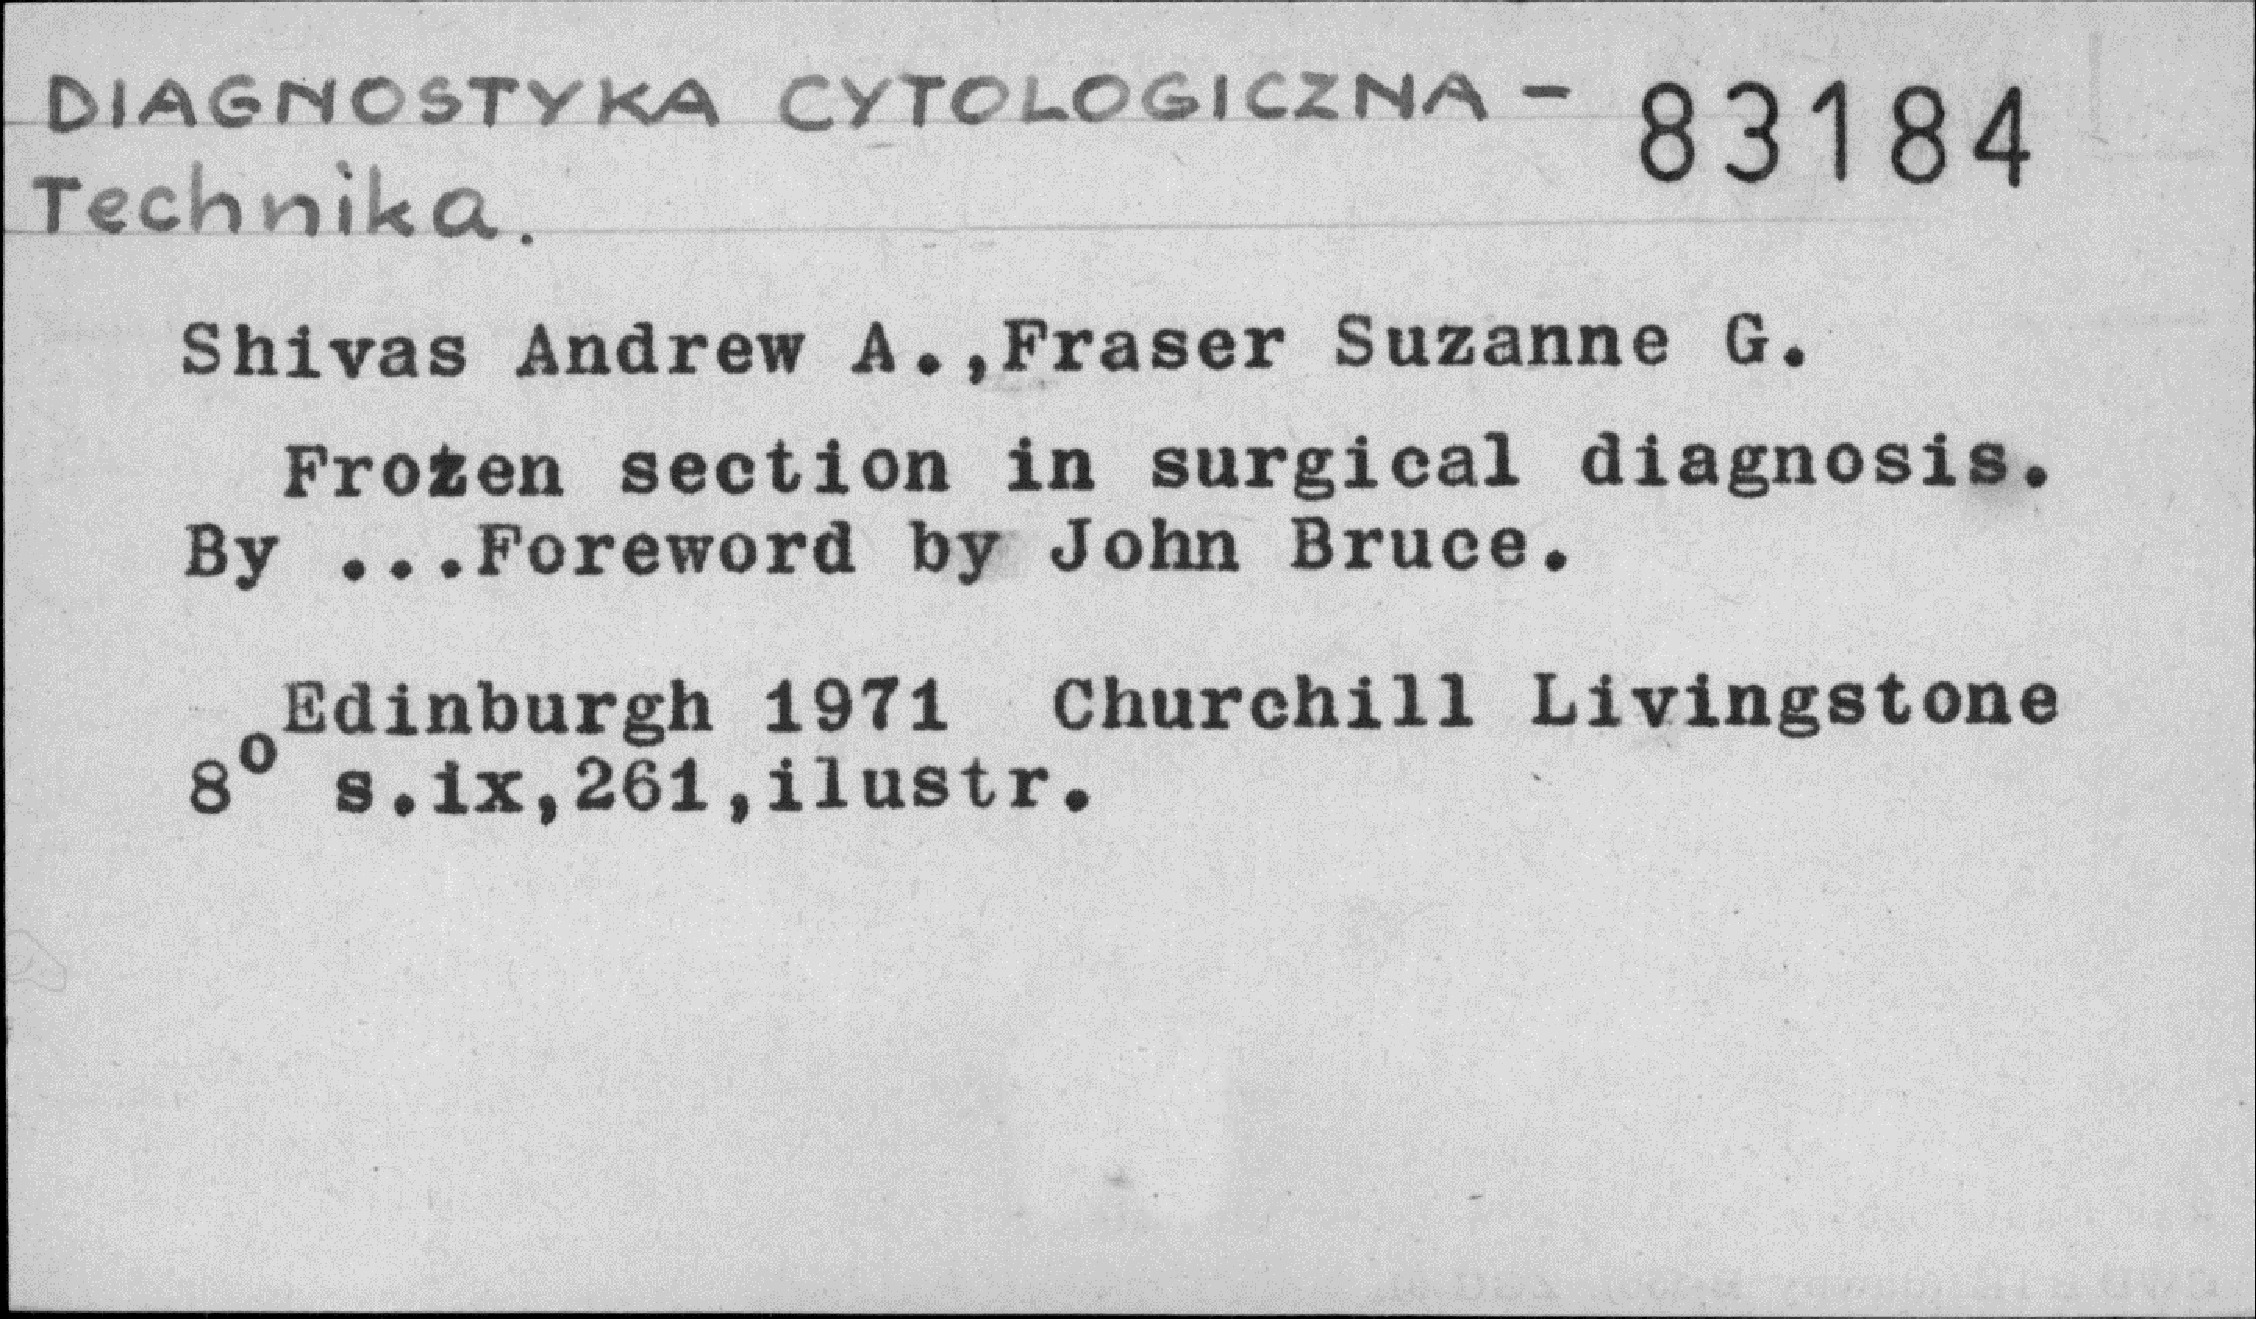 DIAGNOSTYKA CYTOLOGICZNA - 83184
Technika.
Shivas Andrew A.,Fraser Suzanne G.
Frozen section in surgical diagnosis.
By ...Foreword by John Bruce.
Edinburgh 1971 Churchill Livingstone
8° s.ix,261,ilustr.